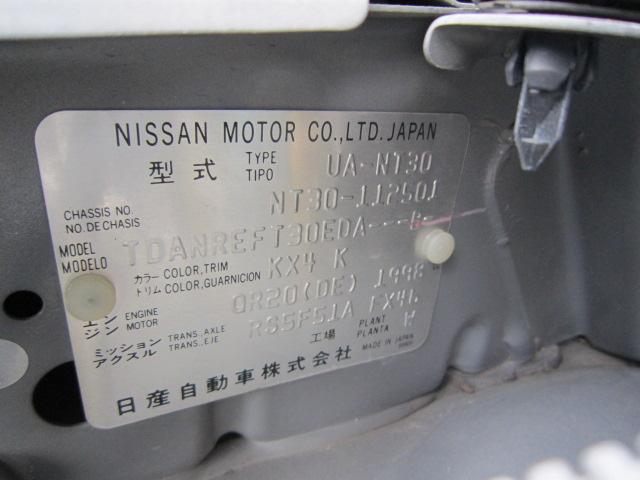 NISSAN MOTOR CO.,LTD. JAPAN
型式 TYPE TIPO UA-NT30
CHASSIS NO. NO. DE CHASIS NT30-112501
MODEL MODELO TDANREFT30EDA---B-
カラー COLOR,TRIM トリム COLOR,GUARNICION KX4 K
エンジン ENGINE MOTOR QR20(DE) 1998
ミッション アクスル TRANS.,AXLE TRANS.,EJE RS5F51A FX41
工場 PLANT PLANTA H
日産自動車株式会社 MADE IN JAPAN